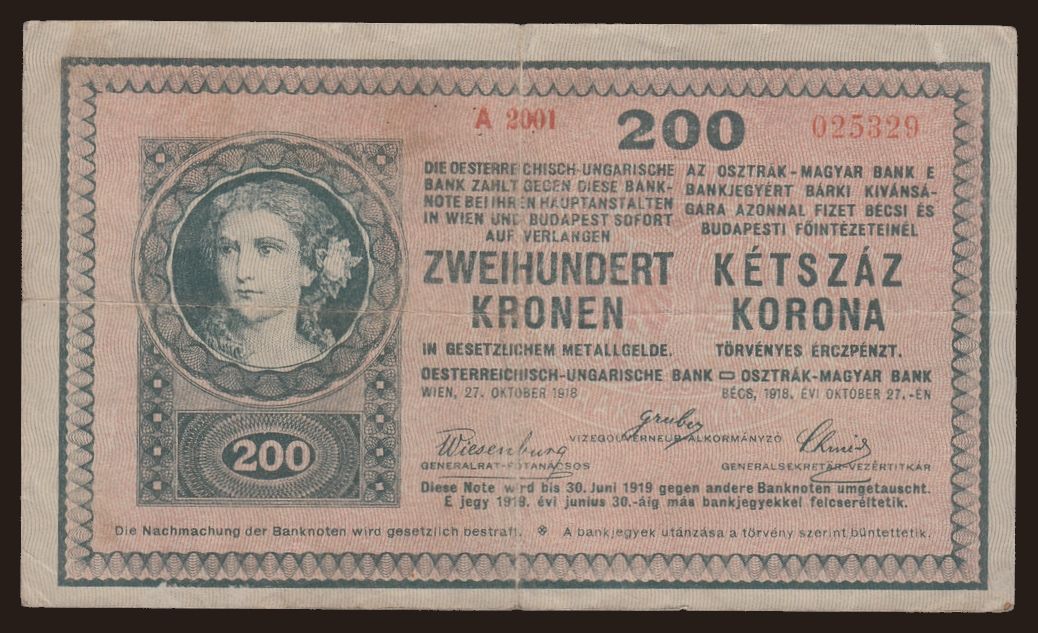 A 2001 200 025329
DIE OESTERREICHISCH-UNGARISCHE
BANK ZAHLT GEGEN DIESE BANK-
NOTE BEI IHREN HAUPTANSTALTEN
IN WIEN UND BUDAPEST SOFORT
AUF VERLANGEN
ZWEIHUNDERT
KRONEN
IN GESETZLICHEM METALLGELDE.
AZ OSZTRÁK-MAGYAR BANK E
BANKJEGYÉRT BÁRKI KIVÁNSÁ-
GÁRA AZONNAL FIZET BÉCSI ÉS
BUDAPESTI FŐINTÉZETEINÉL
KÉTSZÁZ
KORONA
TÖRVÉNYES ÉRCZPÉNZT.
OESTERREICHISCH-UNGARISCHE BANK OSZTRÁK-MAGYAR BANK
WIEN, 27. OKTOBER 1918 BÉCS, 1918. ÉVI OKTOBER 27.-ÉN
Gruber
VIZEGOUVERNEUR-ALKORMÁNYZÓ
Wiesenburg Schmid
GENERALRAT-FŐTANÁCSOS GENERALSEKRETÄR-VEZÉRTITKÁR
200
Diese Note wird bis 30. Juni 1919 gegen andere Banknoten umgetauscht.
E jegy 1919. évi junius 30.-áig más bankjegyekkel felcseréltetik.
Die Nachmachung der Banknoten wird gesetzlich bestraft. ※ A bankjegyek utánzása a törvény szerint büntettetik.